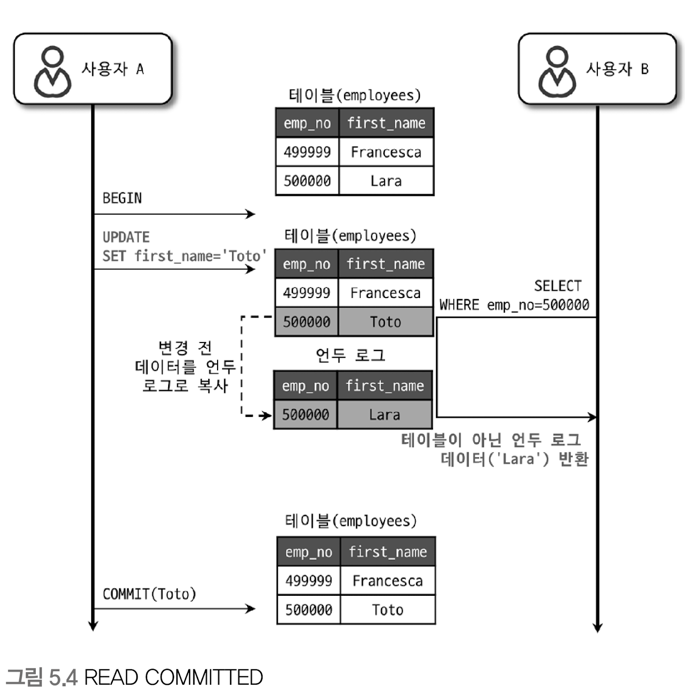 사용자 A
사용자 B
테이블(employees)
emp_no first_name
499999 Francesca
500000 Lara
BEGIN
UPDATE
SET first_name='Toto'
테이블(employees)
emp_no first_name
499999 Francesca
500000 Toto
SELECT
WHERE emp_no=500000
변경 전
데이터를 언두
로그로 복사
언두 로그
emp_no first_name
500000 Lara
테이블이 아닌 언두 로그
데이터('Lara') 반환
테이블(employees)
emp_no first_name
499999 Francesca
500000 Toto
COMMIT(Toto)
그림 5.4 READ COMMITTED